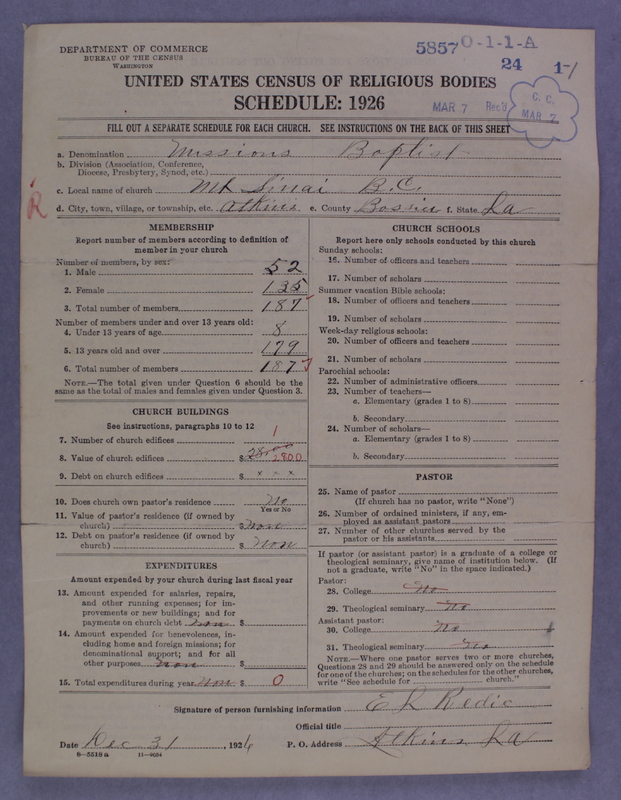 DEPARTMENT OF COMMERCE
BUREAU OF THE CENSUS
WASHINGTON
5857 0-1-1-A
24 1-1
UNITED STATES CENSUS OF RELIGIOUS BODIES
SCHEDULE: 1926
MAR 7 Rec'd
C. C.
MAR 7
FILL OUT A SEPARATE SCHEDULE FOR EACH CHURCH. SEE INSTRUCTIONS ON THE BACK OF THIS SHEET
a. Denomination Missions Baptist
b. Division (Association, Conference, Diocese, Presbytery, Synod, etc.)
c. Local name of church Mt Sinai B.C.
R
d. City, town, village, or township, etc. Atkins e. County Bossier f. State La
MEMBERSHIP
Report number of members according to definition of member in your church
Number of members, by sex:
1. Male 52
2. Female 135
3. Total number of members 187
Number of members under and over 13 years old:
4. Under 13 years of age 8
5. 13 years old and over 179
6. Total number of members 187
NOTE.—The total given under Question 6 should be the same as the total of males and females given under Question 3.
CHURCH BUILDINGS
See instructions, paragraphs 10 to 12
7. Number of church edifices 1
8. Value of church edifices $ 2800
9. Debt on church edifices $ x x x
10. Does church own pastor's residence No
Yes or No
11. Value of pastor's residence (if owned by church) $ non
12. Debt on pastor's residence (if owned by church) $ non
EXPENDITURES
Amount expended by your church during last fiscal year
13. Amount expended for salaries, repairs, and other running expenses; for improvements or new buildings; and for payments on church debt non $
14. Amount expended for benevolences, including home and foreign missions; for denominational support; and for all other purposes non $
15. Total expenditures during year non $ 0
CHURCH SCHOOLS
Report here only schools conducted by this church
Sunday schools:
16. Number of officers and teachers
17. Number of scholars
Summer vacation Bible schools:
18. Number of officers and teachers
19. Number of scholars
Week-day religious schools:
20. Number of officers and teachers
21. Number of scholars
Parochial schools:
22. Number of administrative officers
23. Number of teachers—
a. Elementary (grades 1 to 8)
b. Secondary
24. Number of scholars—
a. Elementary (grades 1 to 8)
b. Secondary
PASTOR
25. Name of pastor
(If church has no pastor, write "None")
26. Number of ordained ministers, if any, employed as assistant pastors
27. Number of other churches served by the pastor or his assistants
If pastor (or assistant pastor) is a graduate of a college or theological seminary, give name of institution below. (If not a graduate, write "No" in the space indicated.)
Pastor:
28. College No
29. Theological seminary No
Assistant pastor:
30. College No
31. Theological seminary No
NOTE.—Where one pastor serves two or more churches, Questions 28 and 29 should be answered only on the schedule for one of the churches; on the schedules for the other churches, write "See schedule for church."
Signature of person furnishing information E L Redic
Official title
Date Dec 31, 1926 P. O. Address Atkins La
8—5518a 11—9024